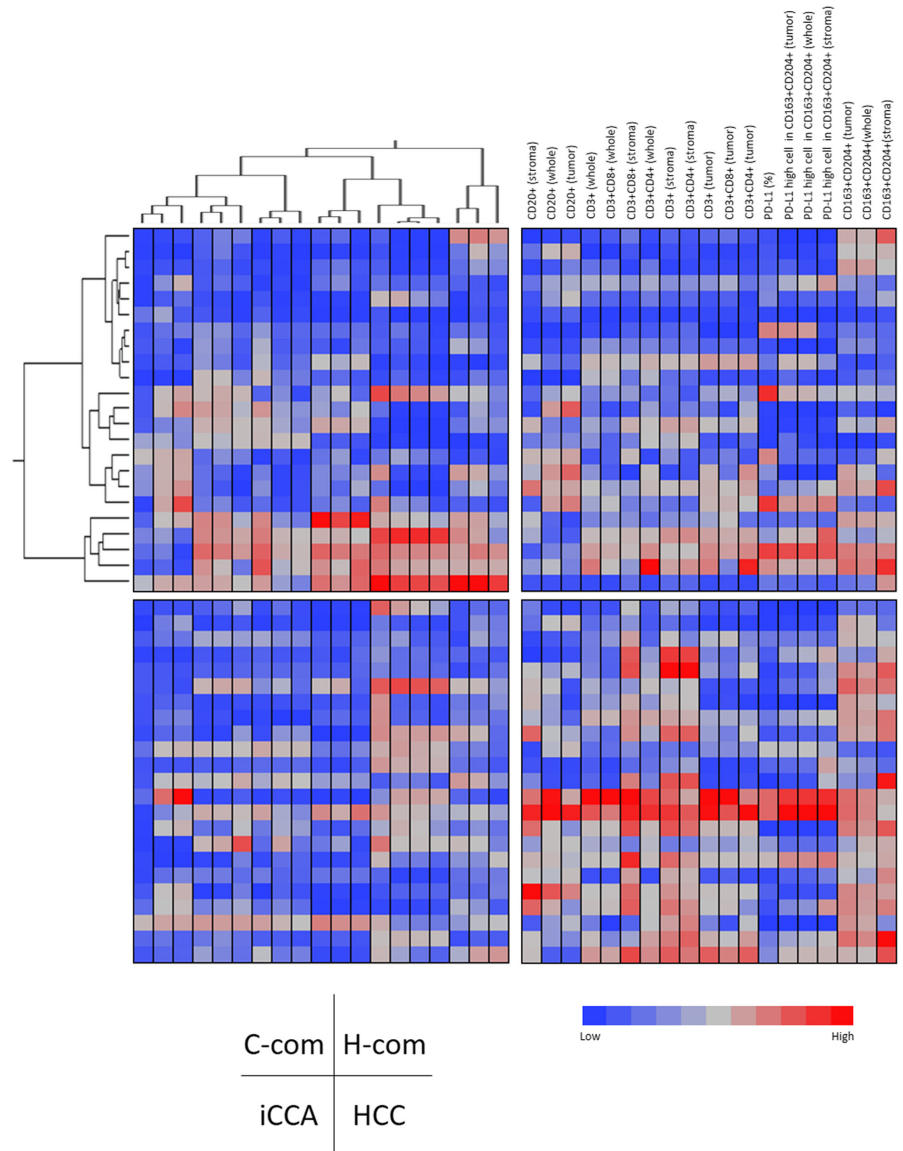 CD20+ (stroma)
CD20+ (whole)
CD20+ (tumor)
CD3+ (whole)
CD3+CD8+ (whole)
CD3+CD8+ (stroma)
CD3+CD4+ (whole)
CD3+ (stroma)
CD3+CD4+ (stroma)
CD3+ (tumor)
CD3+CD8+ (tumor)
CD3+CD4+ (tumor)
PD-L1 (%)
PD-L1 high cell in CD163+CD204+ (tumor)
PD-L1 high cell in CD163+CD204+ (whole)
PD-L1 high cell in CD163+CD204+ (stroma)
CD163+CD204+ (tumor)
CD163+CD204+(whole)
CD163+CD204+(stroma)
Low High
C-com H-com
iCCA HCC